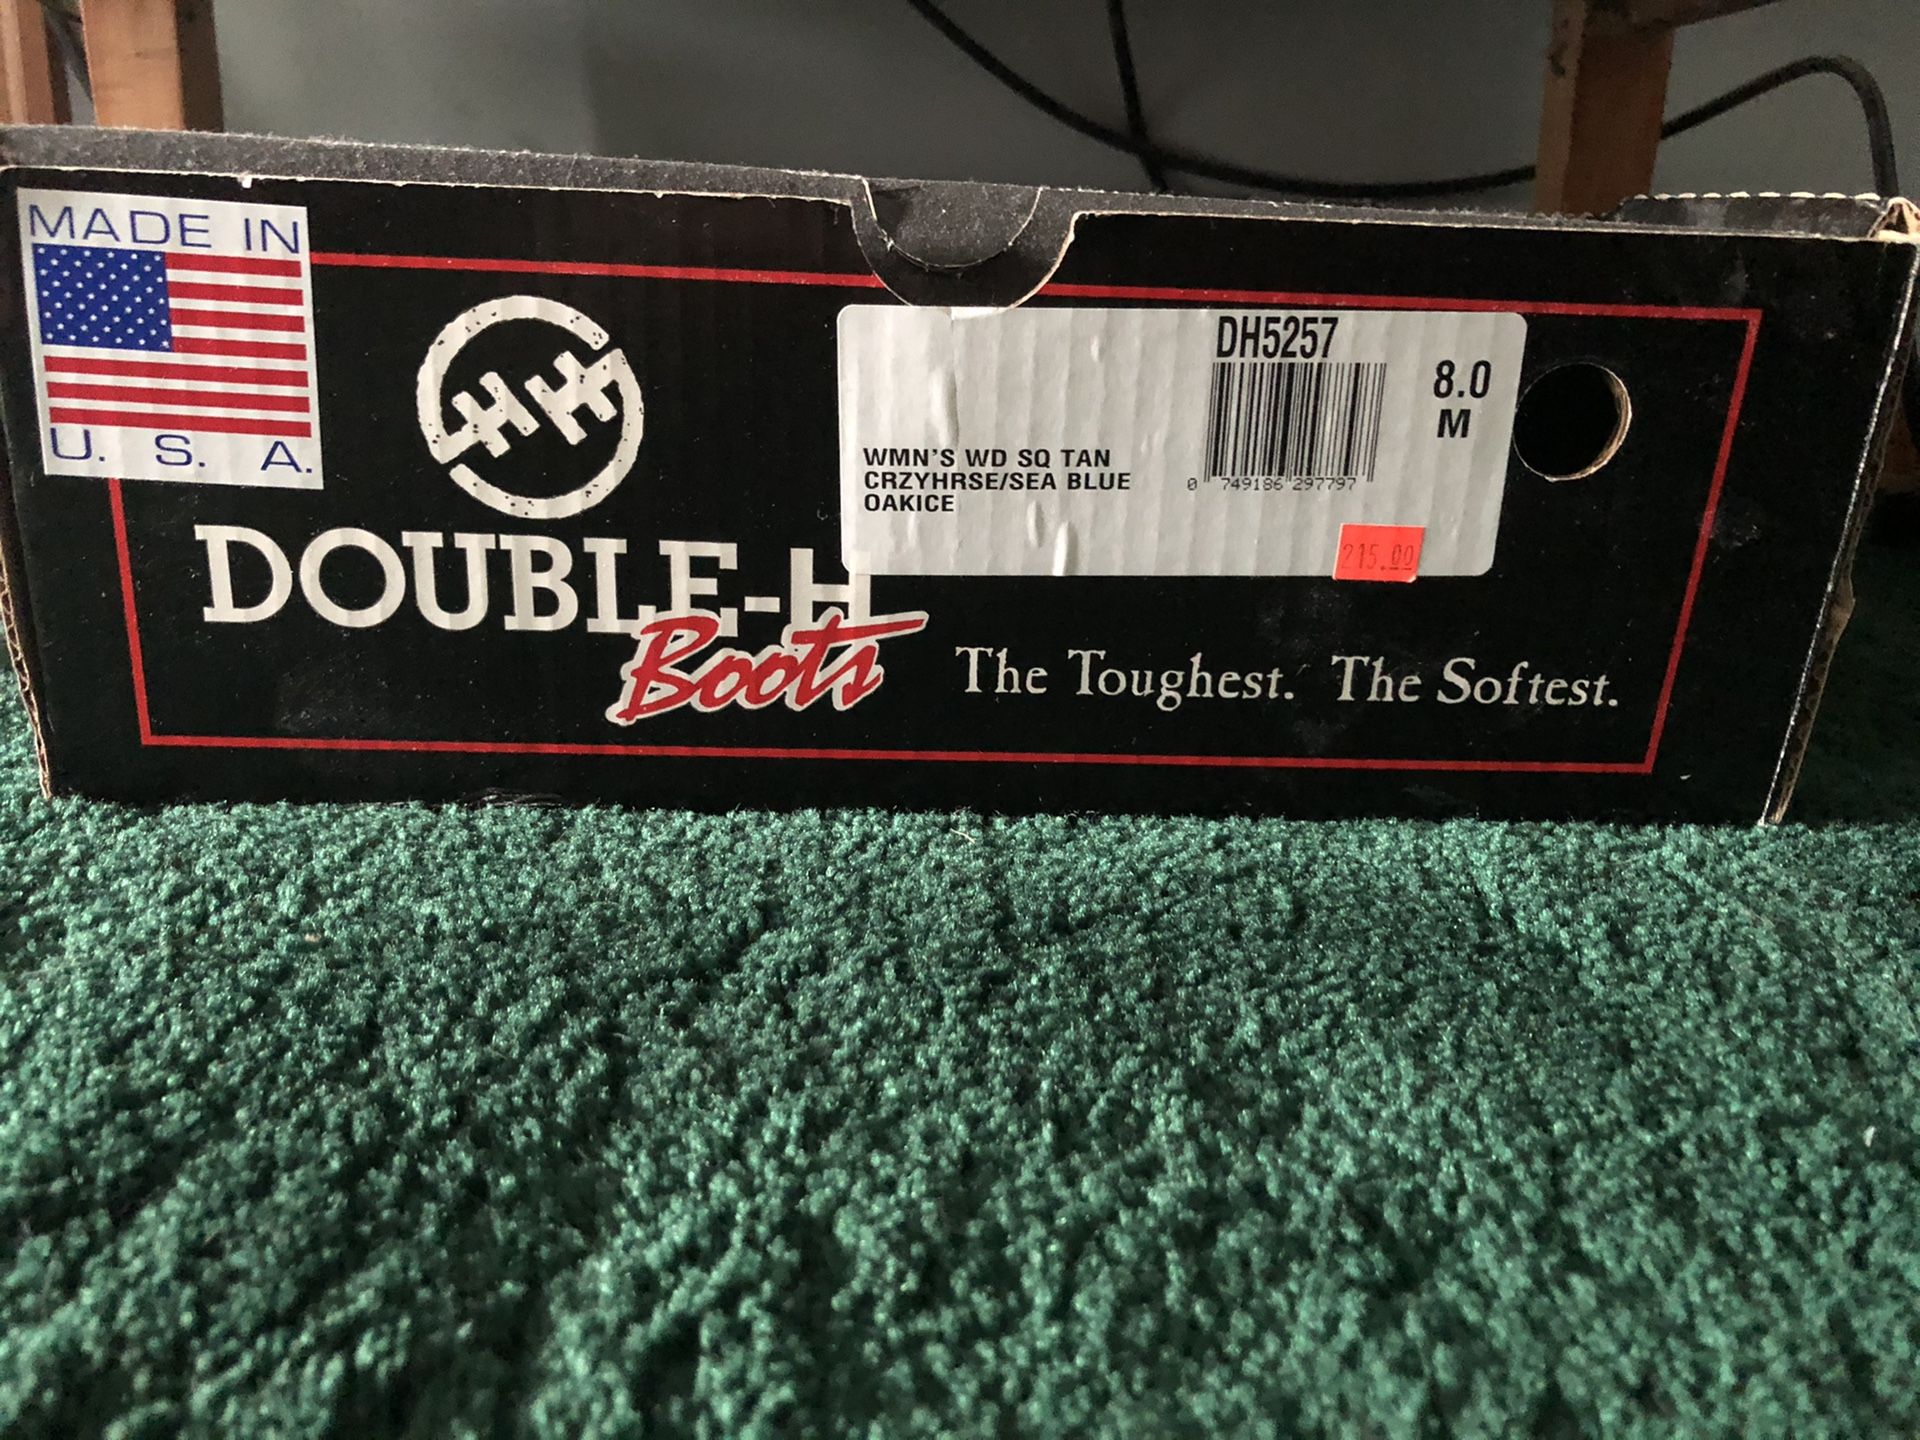 MADE IN
U. S. A.
HH
DOUBLE-H
Boots
The Toughest. The Softest.
DH5257
8.0
M
WMN'S WD SQ TAN
CRZYHRSE/SEA BLUE
OAKICE
0 749186 297797
215.00